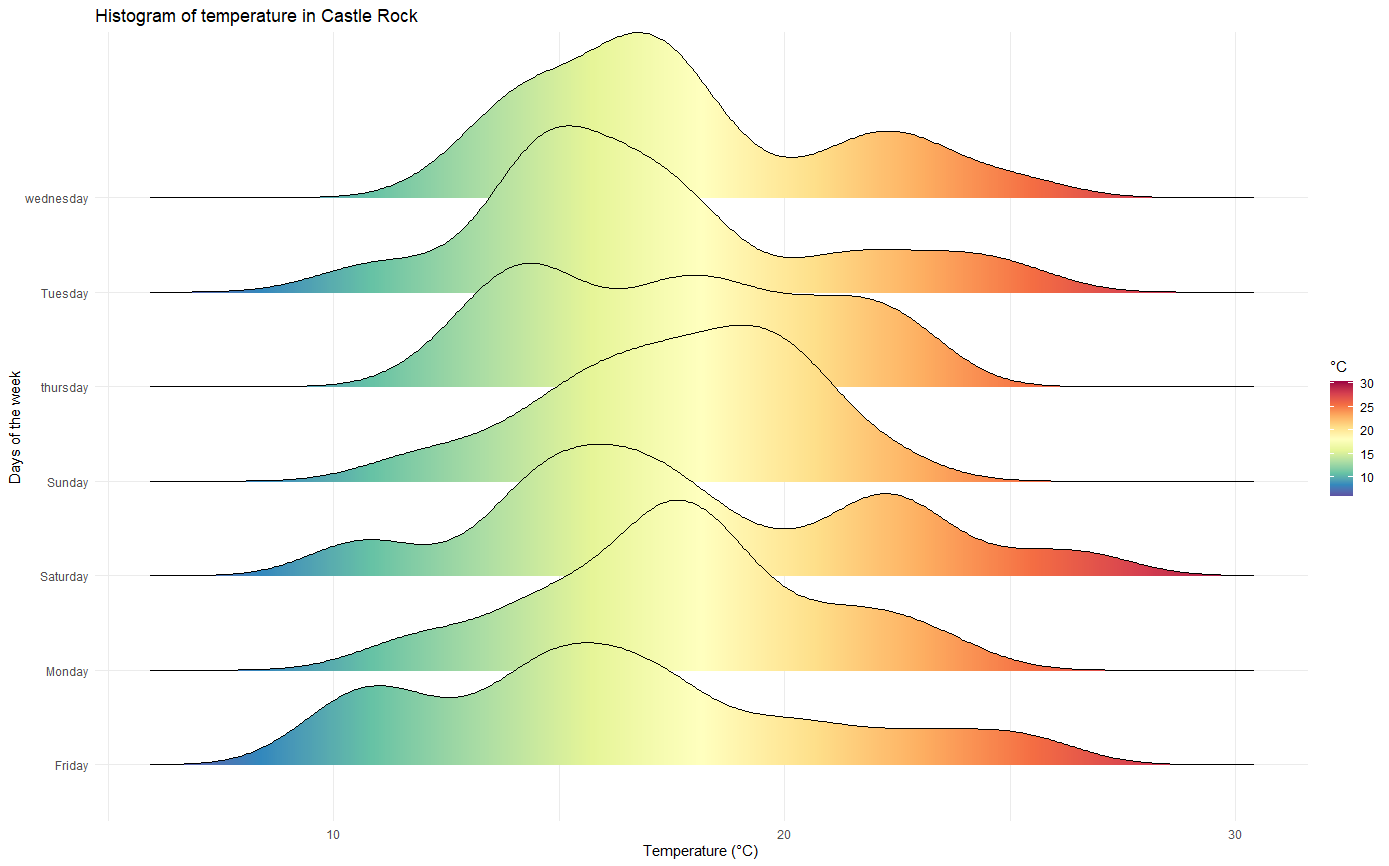 Histogram of temperature in Castle Rock
Days of the week
wednesday
Tuesday
thursday
Sunday
Saturday
Monday
Friday
10
20
30
Temperature (°C)
°C
30
25
20
15
10